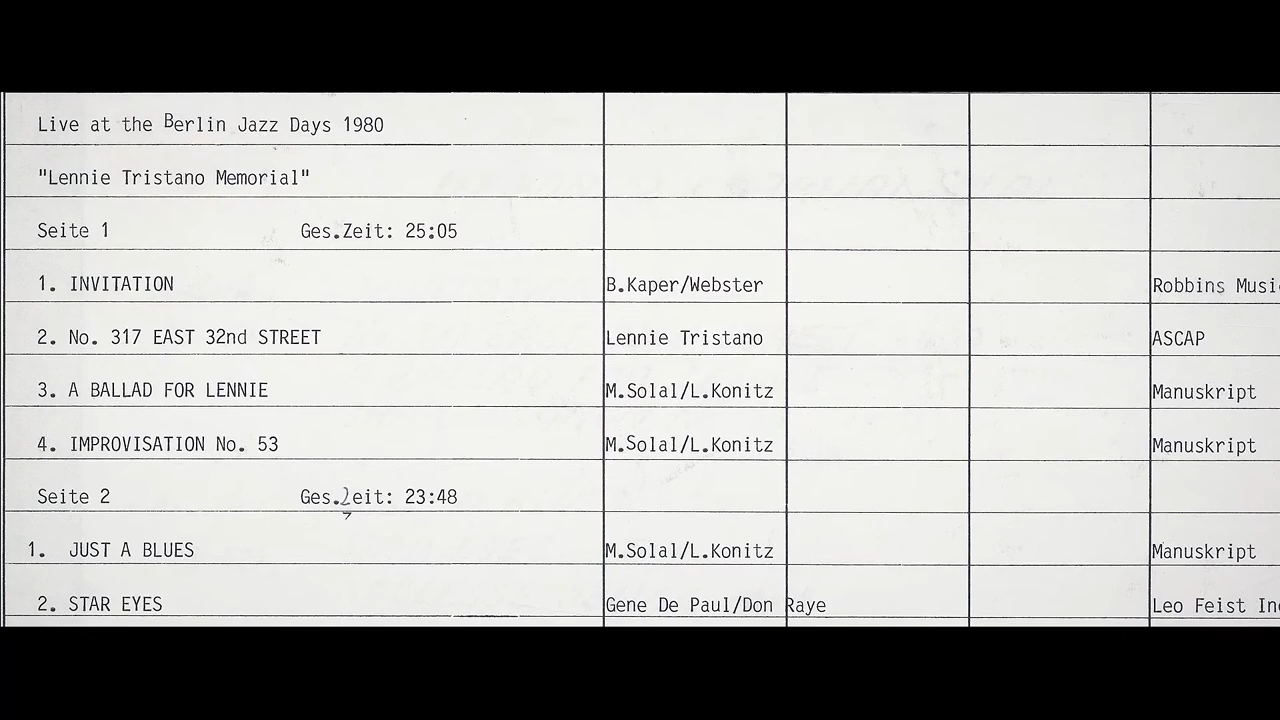 Live at the Berlin Jazz Days 1980
"Lennie Tristano Memorial"
Seite 1 Ges.Zeit: 25:05
1. INVITATION B.Kaper/Webster Robbins Musi
2. No. 317 EAST 32nd STREET Lennie Tristano ASCAP
3. A BALLAD FOR LENNIE M.Solal/L.Konitz Manuskript
4. IMPROVISATION No. 53 M.Solal/L.Konitz Manuskript
Seite 2 Ges.Zeit: 23:48
1. JUST A BLUES M.Solal/L.Konitz Manuskript
2. STAR EYES Gene De Paul/Don Raye Leo Feist Inc